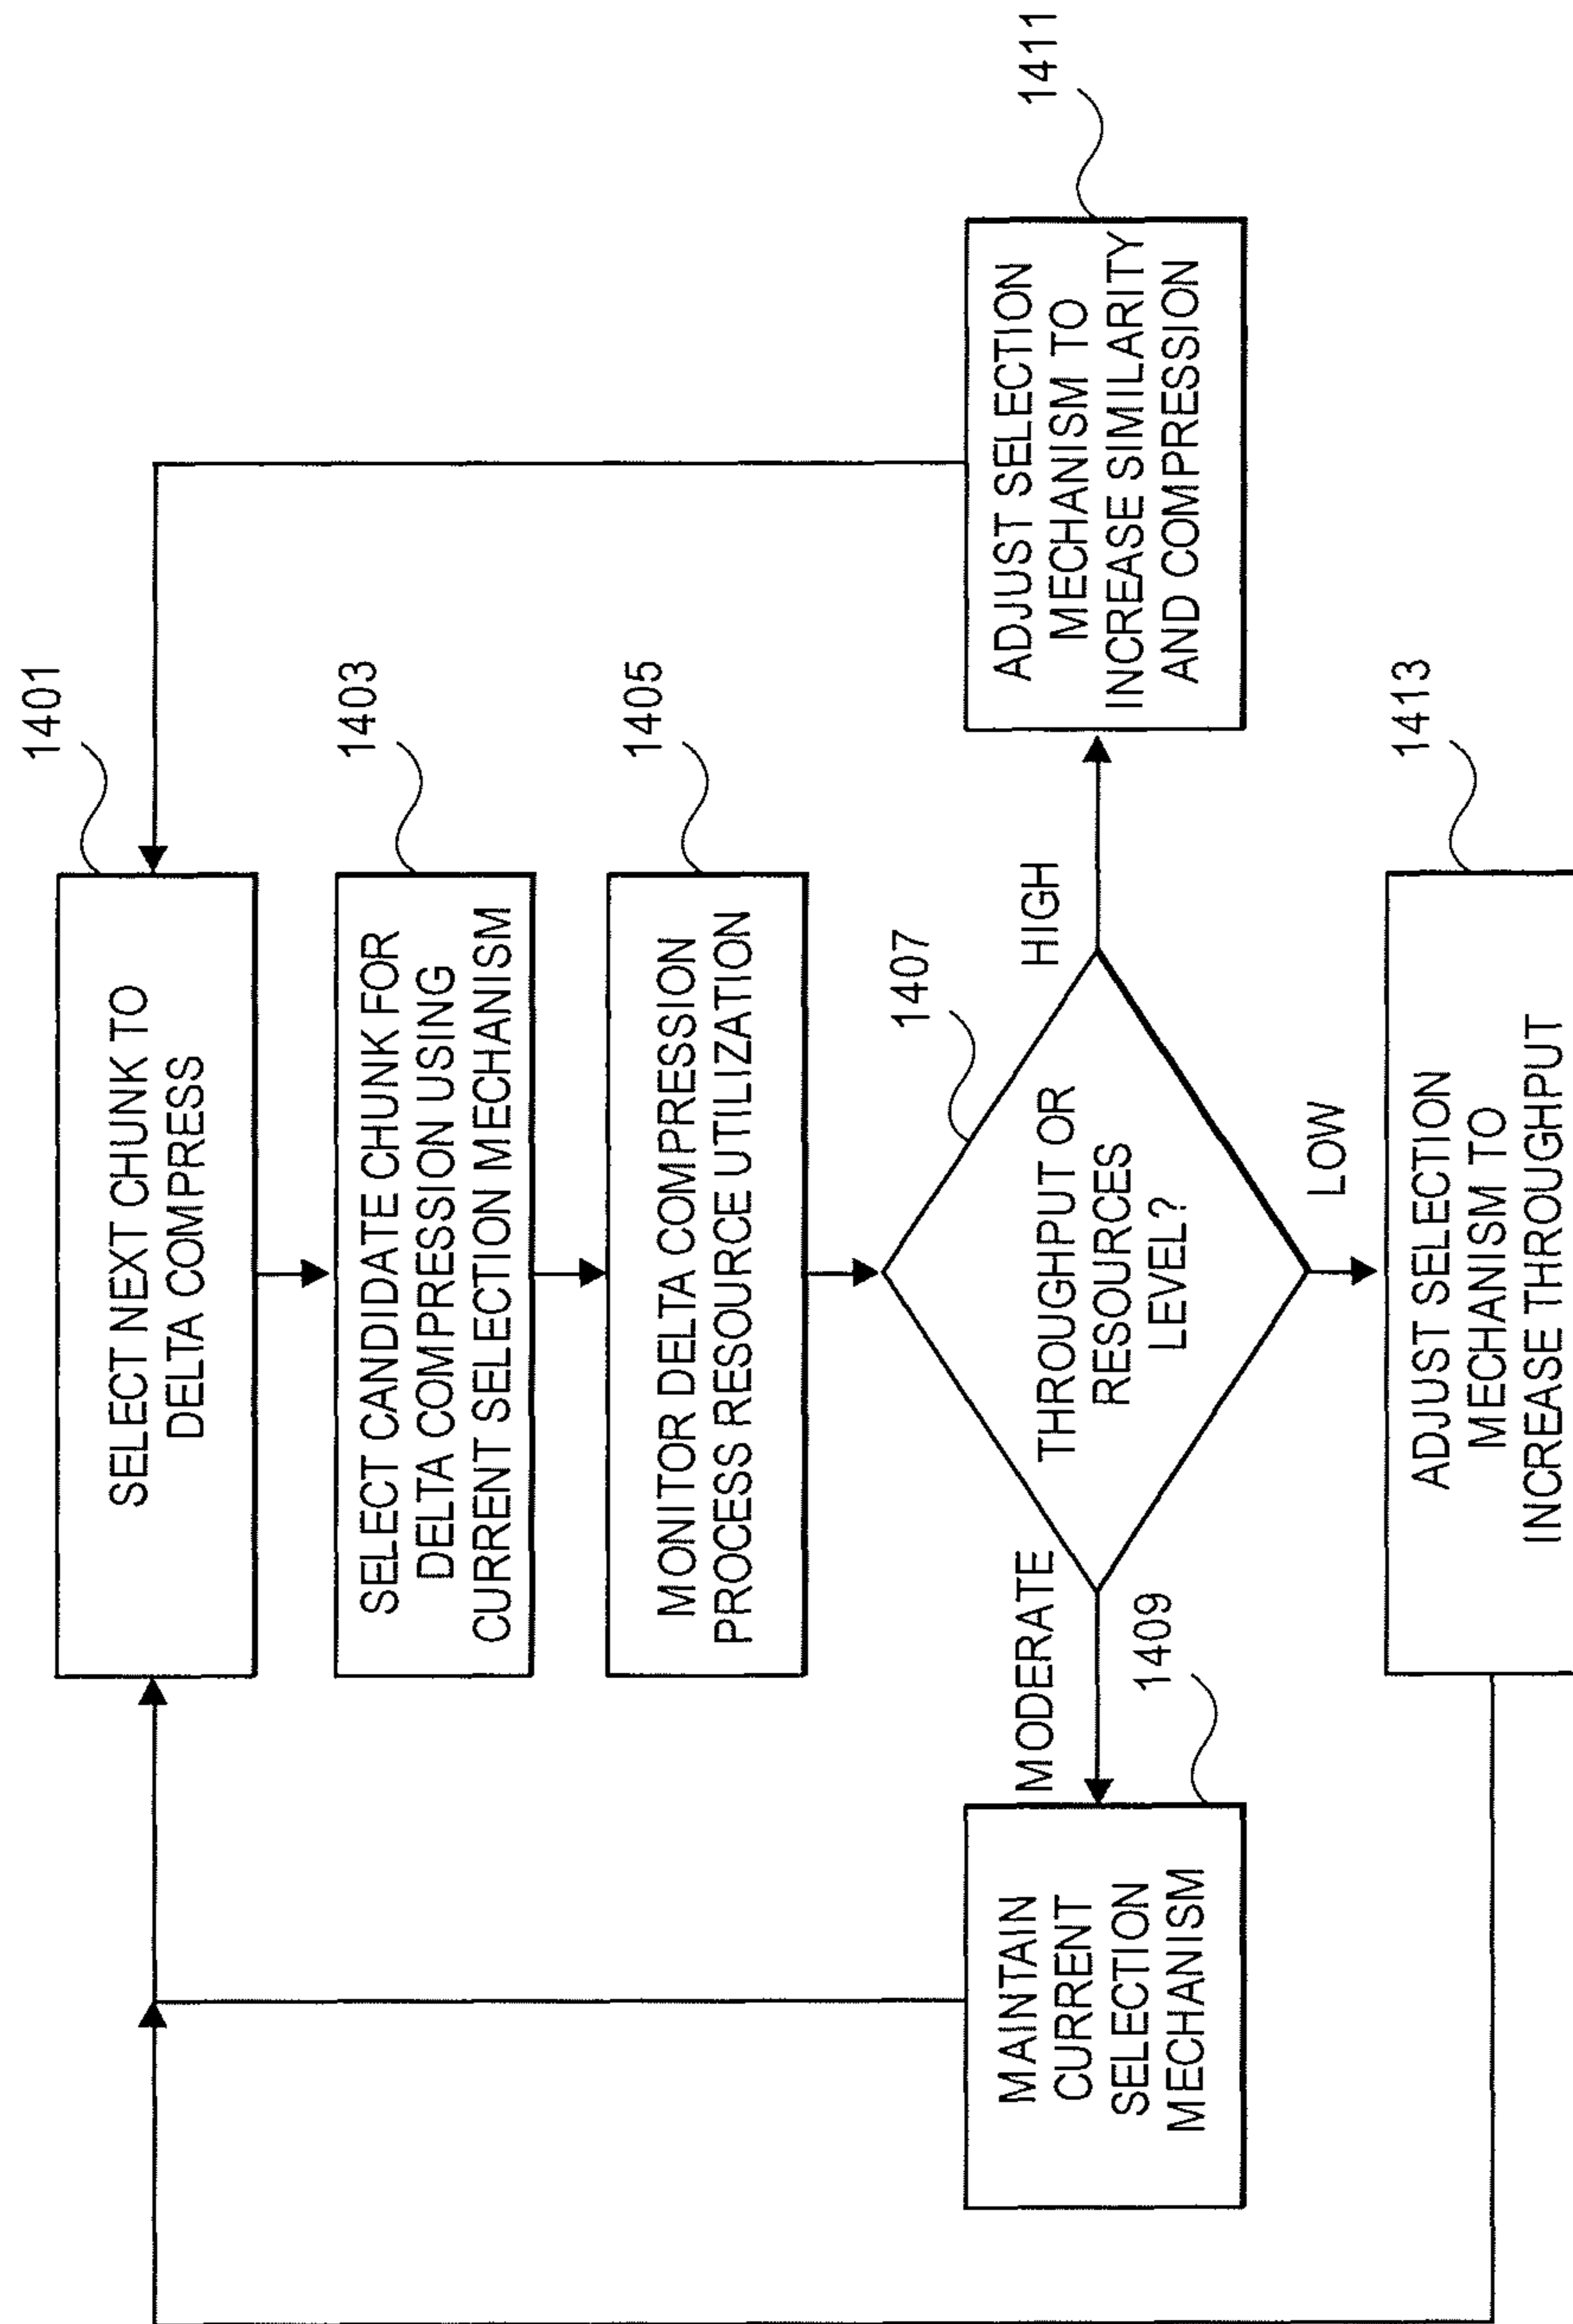 1401
SELECT NEXT CHUNK TO
DELTA COMPRESS
1403
SELECT CANDIDATE CHUNK FOR
DELTA COMPRESSION USING
CURRENT SELECTION MECHANISM
1405
MONITOR DELTA COMPRESSION
PROCESS RESOURCE UTILIZATION
1407
THROUGHPUT OR
RESOURCES
LEVEL?
MODERATE
HIGH
LOW
1409
MAINTAIN
CURRENT
SELECTION
MECHANISM
1411
ADJUST SELECTION
MECHANISM TO
INCREASE SIMILARITY
AND COMPRESSION
1413
ADJUST SELECTION
MECHANISM TO
INCREASE THROUGHPUT